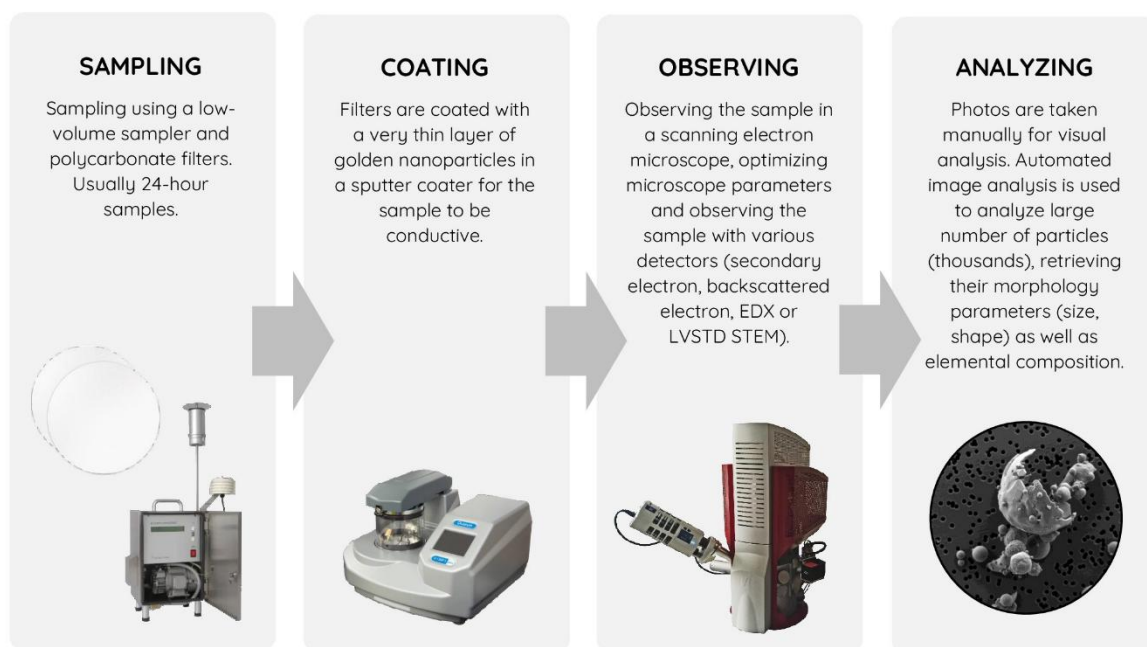 SAMPLING
Sampling using a low-
volume sampler and
polycarbonate filters.
Usually 24-hour
samples.
COATING
Filters are coated with
a very thin layer of
golden nanoparticles in
a sputter coater for the
sample to be
conductive.
OBSERVING
Observing the sample in
a scanning electron
microscope, optimizing
microscope parameters
and observing the
sample with various
detectors (secondary
electron, backscattered
electron, EDX or
LVSTD STEM).
ANALYZING
Photos are taken
manually for visual
analysis. Automated
image analysis is used
to analyze large
number of particles
(thousands), retrieving
their morphology
parameters (size,
shape) as well as
elemental composition.